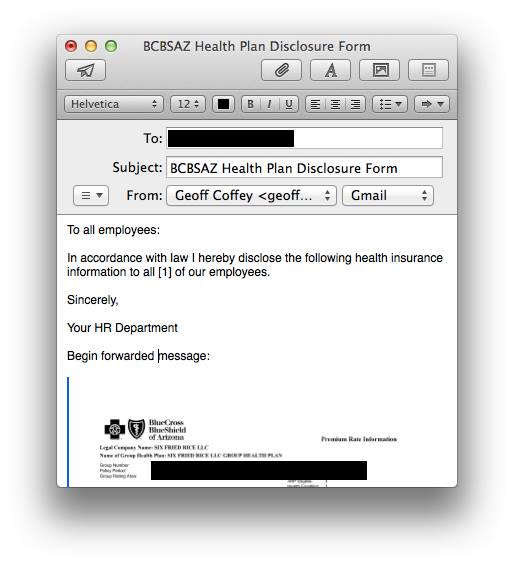 BCBSAZ Health Plan Disclosure Form
Helvetica 12 B I U
To:
Subject: BCBSAZ Health Plan Disclosure Form
From: Geoff Coffey <geoff... Gmail
To all employees:
In accordance with law I hereby disclose the following health insurance
information to all [1] of our employees.
Sincerely,
Your HR Department
Begin forwarded message:
BlueCross
BlueShield
of Arizona
Premium Rate Information
Legal Company Name: SIX FRIED RICE LLC
Name of Group Health Plan: SIX FRIED RICE LLC GROUP HEALTH PLAN
Group Number
Policy Period
Group Rating Area